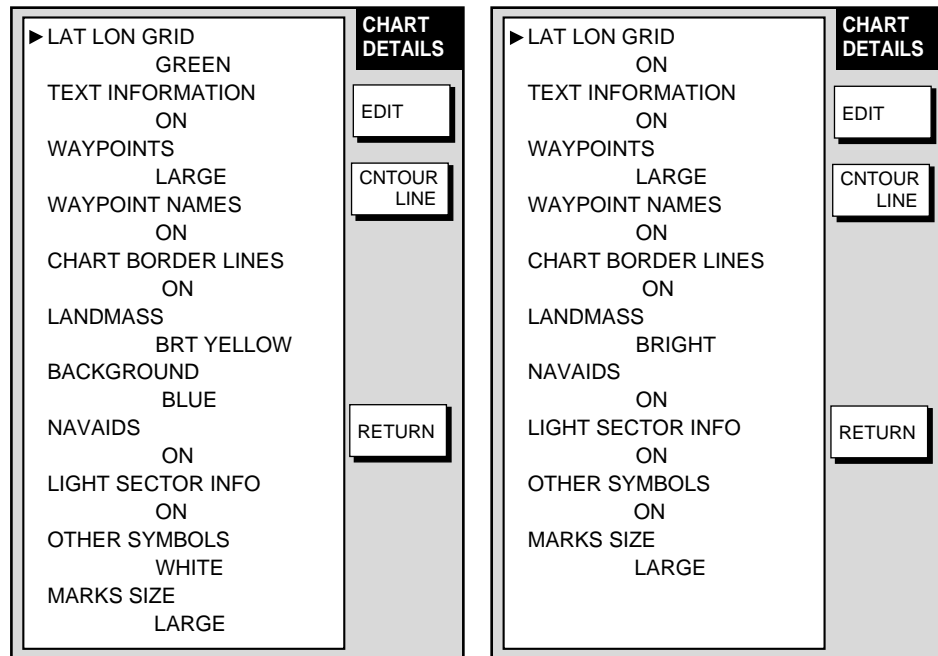 ►LAT LON GRID
GREEN
TEXT INFORMATION
ON
WAYPOINTS
LARGE
WAYPOINT NAMES
ON
CHART BORDER LINES
ON
LANDMASS
BRT YELLOW
BACKGROUND
BLUE
NAVAIDS
ON
LIGHT SECTOR INFO
ON
OTHER SYMBOLS
WHITE
MARKS SIZE
LARGE
CHART
DETAILS
EDIT
CNTOUR
LINE
RETURN
►LAT LON GRID
ON
TEXT INFORMATION
ON
WAYPOINTS
LARGE
WAYPOINT NAMES
ON
CHART BORDER LINES
ON
LANDMASS
BRIGHT
NAVAIDS
ON
LIGHT SECTOR INFO
ON
OTHER SYMBOLS
ON
MARKS SIZE
LARGE
CHART
DETAILS
EDIT
CNTOUR
LINE
RETURN